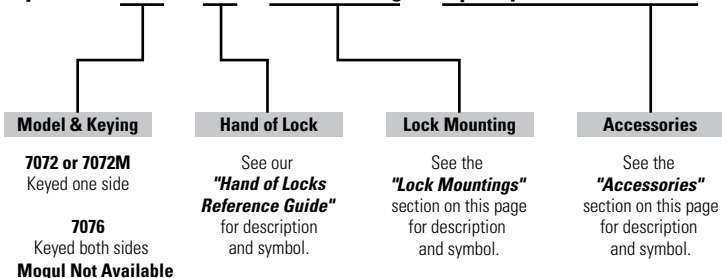 Model & Keying
Hand of Lock
Lock Mounting
Accessories
7072 or 7072M
Keyed one side
7076
Keyed both sides
Mogul Not Available
See our
"Hand of Locks
Reference Guide"
for description
and symbol.
See the
"Lock Mountings"
section on this page
for description
and symbol.
See the
"Accessories"
section on this page
for description
and symbol.